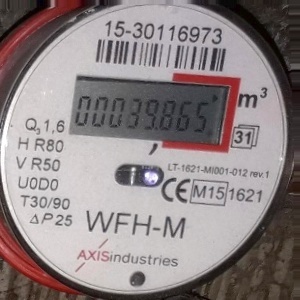 15-30116973
00039.865
m³
31
Q₃ 1,6
H R80
V R50
U0D0
T30/90
ΔP 25
LT-1621-MI001-012 rev.1
CE M15 1621
WFH-M
AXISindustries